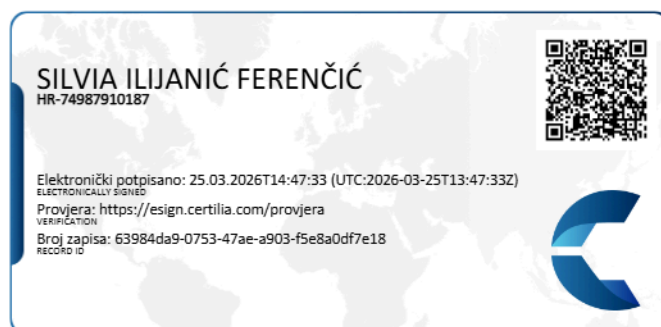 SILVIA ILIJANIĆ FERENČIĆ
HR-74987910187
Elektronički potpisano: 25.03.2026T14:47:33 (UTC:2026-03-25T13:47:33Z)
ELECTRONICALLY SIGNED
Provjera: https://esign.certilia.com/provjera
VERIFICATION
Broj zapisa: 63984da9-0753-47ae-a903-f5e8a0df7e18
RECORD ID